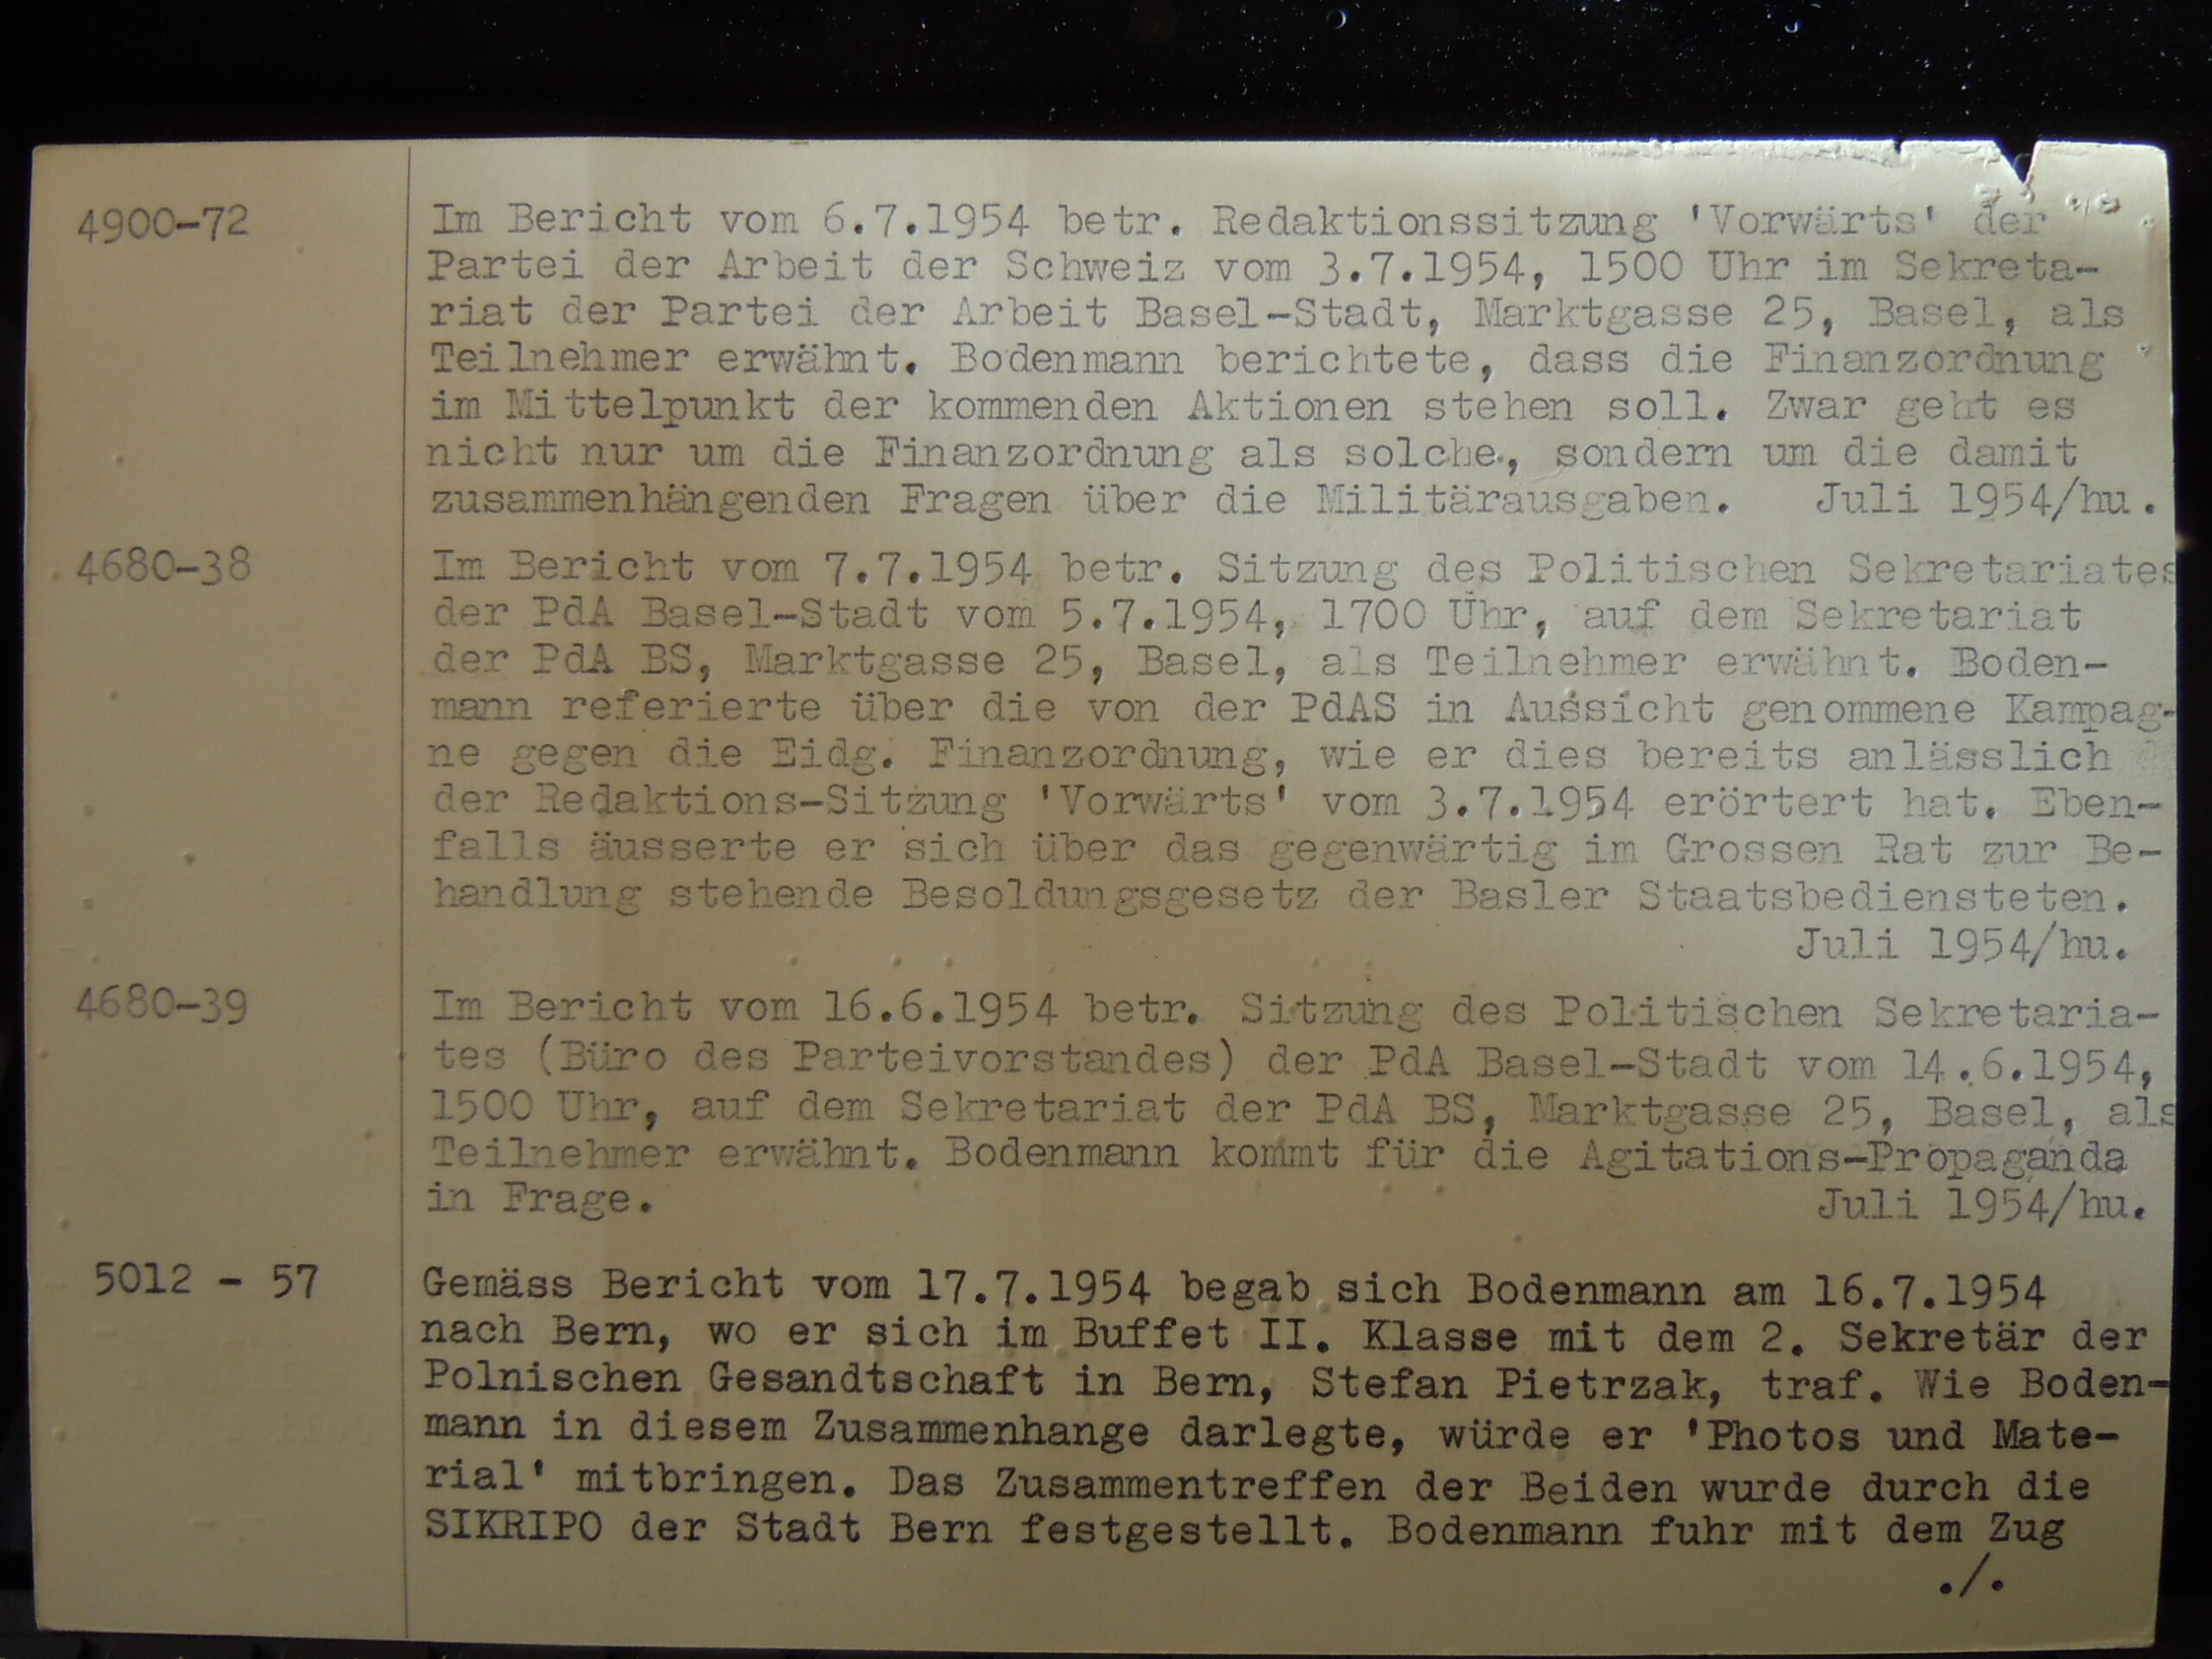 4900-72 Im Bericht vom 6.7.1954 betr. Redaktionssitzung 'Vorwärts' der
Partei der Arbeit der Schweiz vom 3.7.1954, 1500 Uhr im Sekreta-
riat der Partei der Arbeit Basel-Stadt, Marktgasse 25, Basel, als
Teilnehmer erwähnt. Bodenmann berichtete, dass die Finanzordnung
im Mittelpunkt der kommenden Aktionen stehen soll. Zwar geht es
nicht nur um die Finanzordnung als solche, sondern um die damit
zusammenhängenden Fragen über die Militärausgaben. Juli 1954/hu.
4680-38 Im Bericht vom 7.7.1954 betr. Sitzung des Politischen Sekretariates
der PdA Basel-Stadt vom 5.7.1954, 1700 Uhr, auf dem Sekretariat
der PdA BS, Marktgasse 25, Basel, als Teilnehmer erwähnt. Boden-
mann referierte über die von der PdAS in Aussicht genommene Kampag-
ne gegen die Eidg. Finanzordnung, wie er dies bereits anlässlich
der Redaktions-Sitzung 'Vorwärts' vom 3.7.1954 erörtert hat. Eben-
falls äusserte er sich über das gegenwärtig im Grossen Rat zur Be-
handlung stehende Besoldungsgesetz der Basler Staatsbediensteten.
Juli 1954/hu.
4680-39 Im Bericht vom 16.6.1954 betr. Sitzung des Politischen Sekretaria-
tes (Büro des Parteivorstandes) der PdA Basel-Stadt vom 14.6.1954,
1500 Uhr, auf dem Sekretariat der PdA BS, Marktgasse 25, Basel, als
Teilnehmer erwähnt. Bodenmann kommt für die Agitations-Propaganda
in Frage. Juli 1954/hu.
5012 - 57 Gemäss Bericht vom 17.7.1954 begab sich Bodenmann am 16.7.1954
nach Bern, wo er sich im Buffet II. Klasse mit dem 2. Sekretär der
Polnischen Gesandtschaft in Bern, Stefan Pietrzak, traf. Wie Boden-
mann in diesem Zusammenhange darlegte, würde er 'Photos und Mate-
rial' mitbringen. Das Zusammentreffen der Beiden wurde durch die
SIKRIPO der Stadt Bern festgestellt. Bodenmann fuhr mit dem Zug
./.